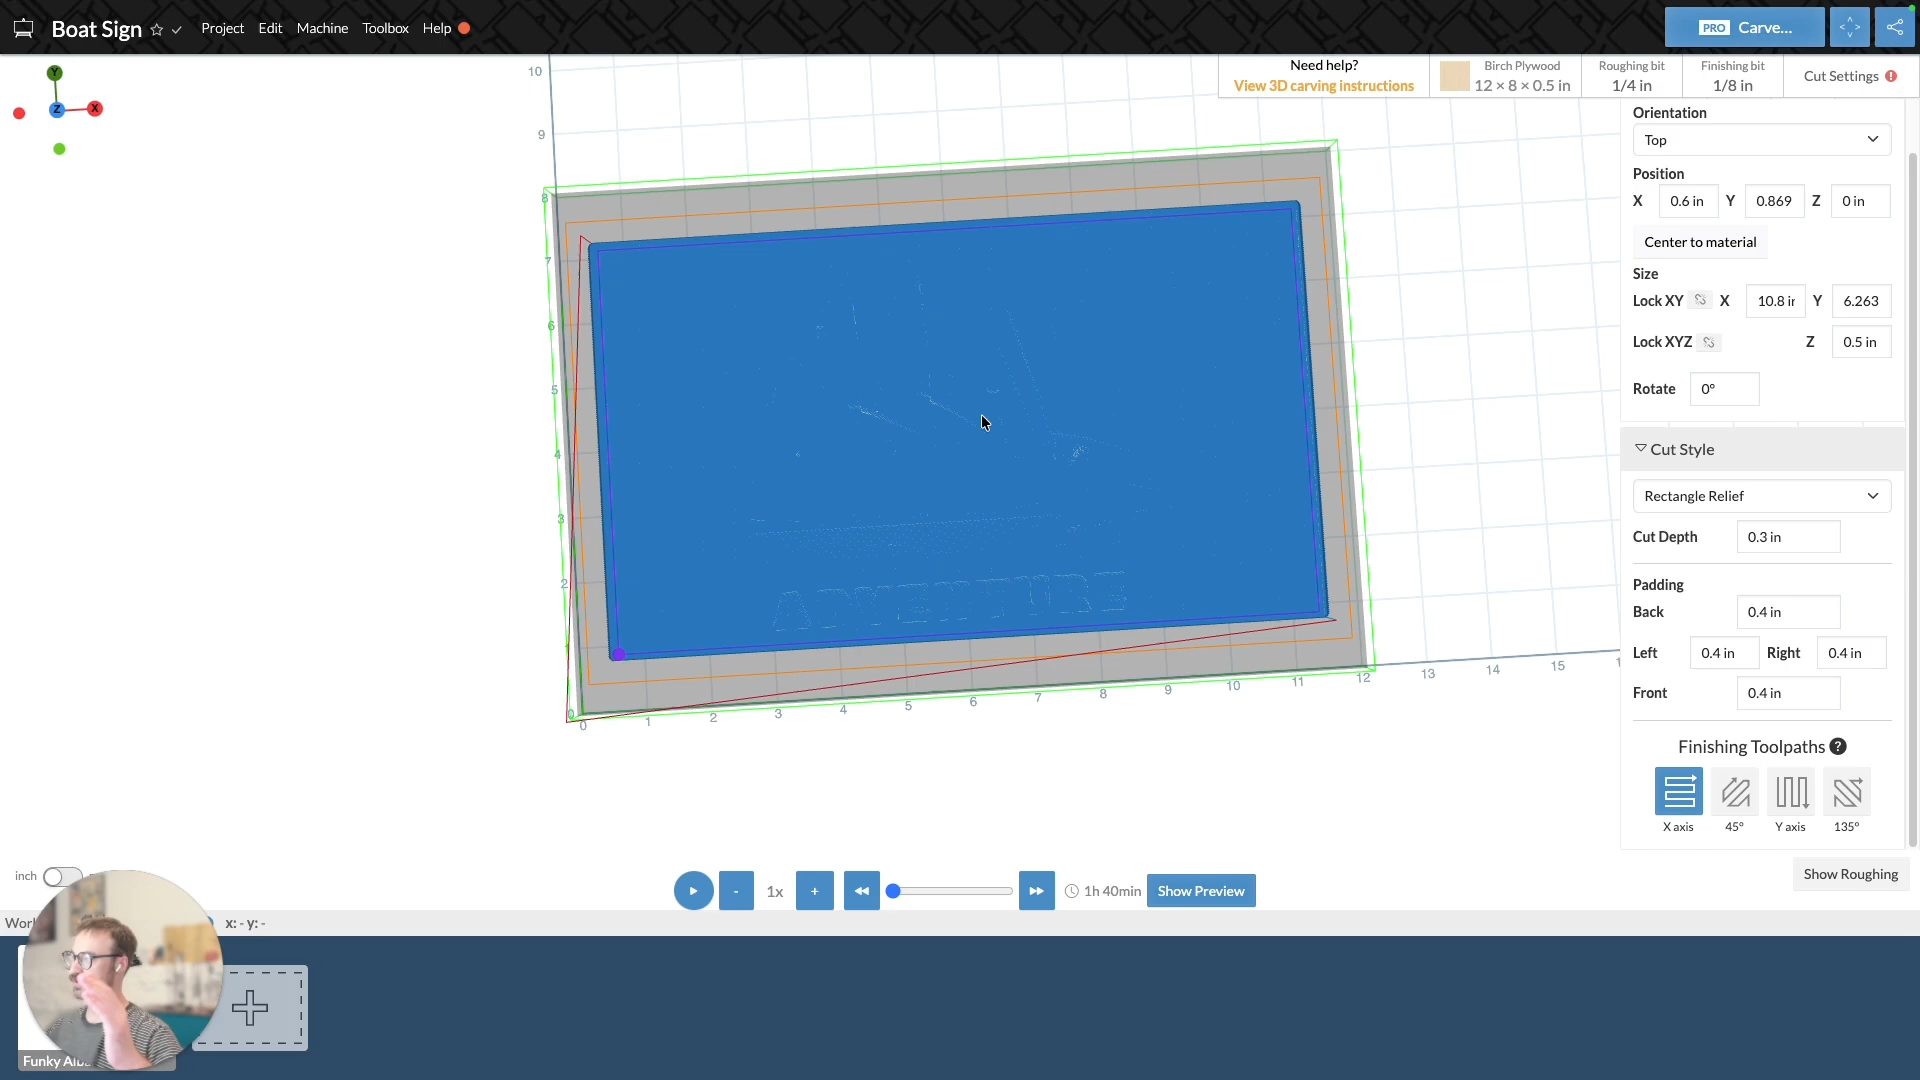 Boat Sign
Project Edit Machine Toolbox Help
PRO Carve...
Need help?
View 3D carving instructions
Birch Plywood
12 × 8 × 0.5 in
Roughing bit
1/4 in
Finishing bit
1/8 in
Cut Settings
Y
Z
X
10
9
8
7
6
5
4
3
2
0
0 1 2 3 4 5 6 7 8 9 10 11 12 13 14 15
ADVENTURE
Orientation
Top
Position
X 0.6 in Y 0.869 Z 0 in
Center to material
Size
Lock XY X 10.8 in Y 6.263
Lock XYZ Z 0.5 in
Rotate 0°
Cut Style
Rectangle Relief
Cut Depth 0.3 in
Padding
Back 0.4 in
Left 0.4 in Right 0.4 in
Front 0.4 in
Finishing Toolpaths ?
X axis 45° Y axis 135°
Show Roughing
inch
- 1x + 1h 40min Show Preview
x: - y: -
Funky